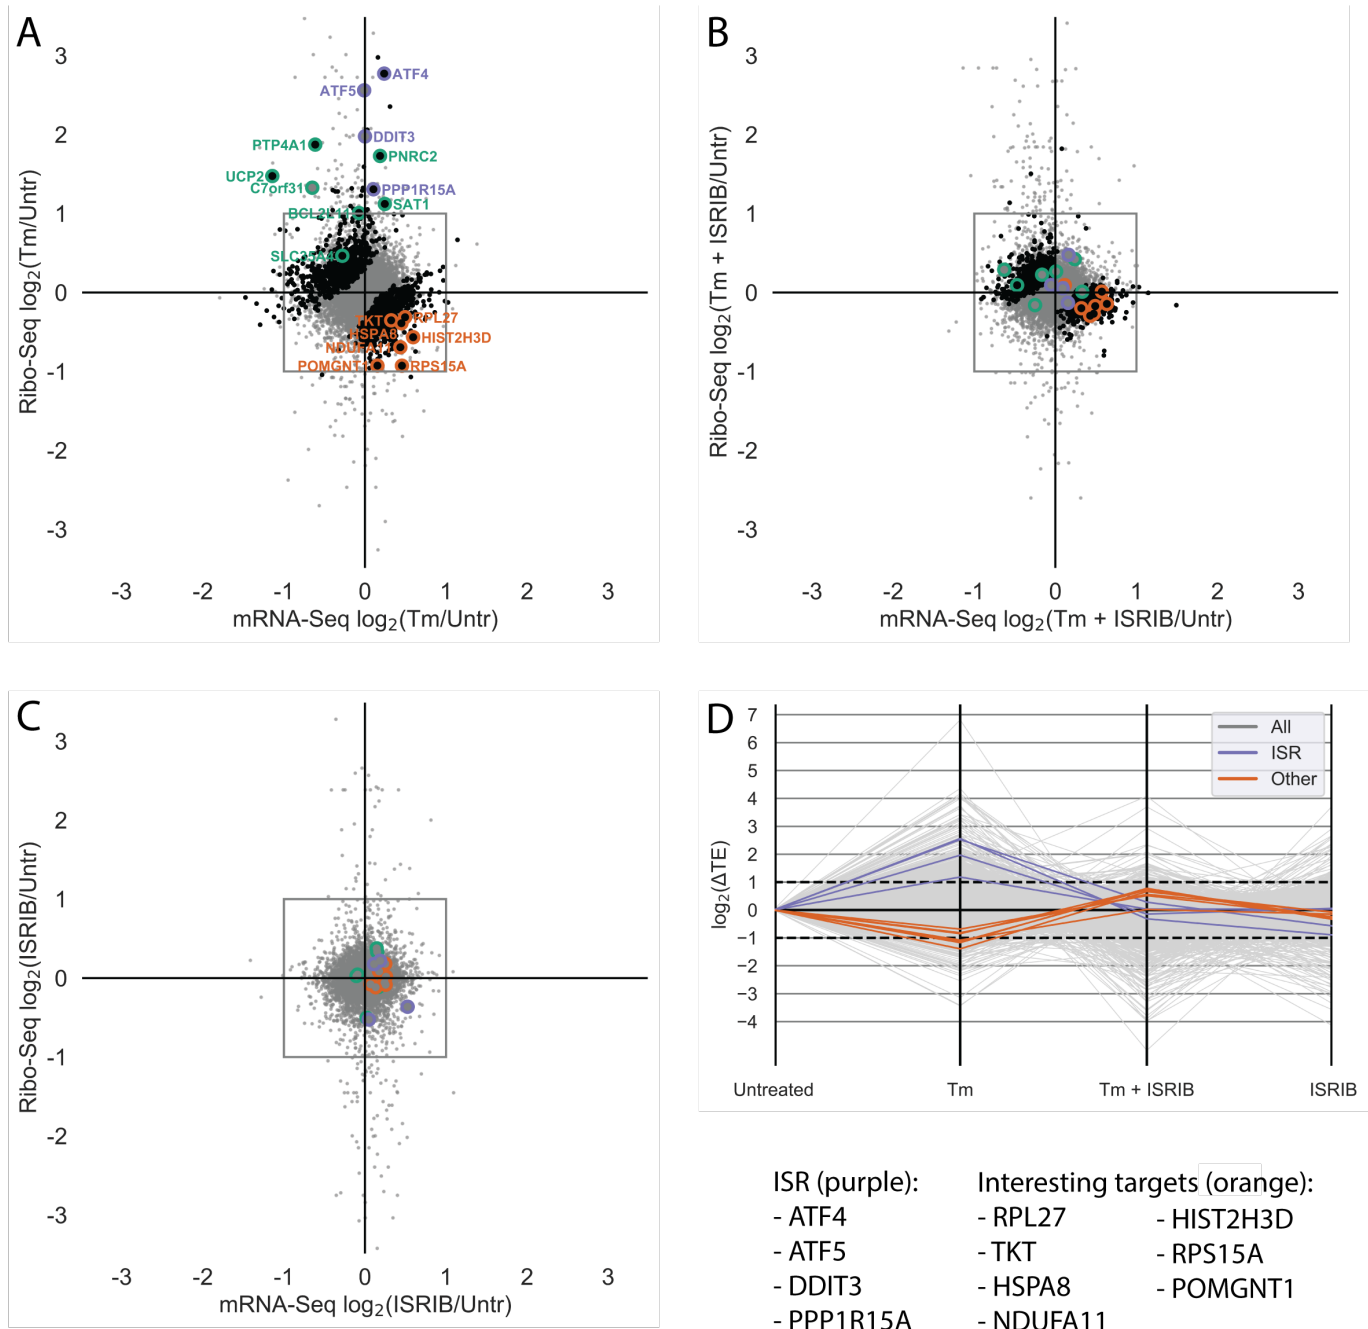 A
3
2
1
0
-1
-2
-3
Ribo-Seq log2(Tm/Untr)
ATF4
ATF5
DDIT3
PTP4A1
PNRC2
UCP2
C7orf31
PPP1R15A
SAT1
BCL2L11
SLC35A4
TKT
RPL27
HSPA8
HIST2H3D
NDUFA11
POMGNT1
RPS15A
-3 -2 -1 0 1 2 3
mRNA-Seq log2(Tm/Untr)
B
3
2
1
0
-1
-2
-3
Ribo-Seq log2(Tm + ISRIB/Untr)
-3 -2 -1 0 1 2 3
mRNA-Seq log2(Tm + ISRIB/Untr)
C
3
2
1
0
-1
-2
-3
Ribo-Seq log2(ISRIB/Untr)
-3 -2 -1 0 1 2 3
mRNA-Seq log2(ISRIB/Untr)
D
7
6
5
4
3
2
1
0
−1
−2
−3
−4
log2(ΔTE)
All
ISR
Other
Untreated Tm Tm + ISRIB ISRIB
ISR (purple):
- ATF4
- ATF5
- DDIT3
- PPP1R15A
Interesting targets (orange):
- RPL27
- TKT
- HSPA8
- NDUFA11
- HIST2H3D
- RPS15A
- POMGNT1